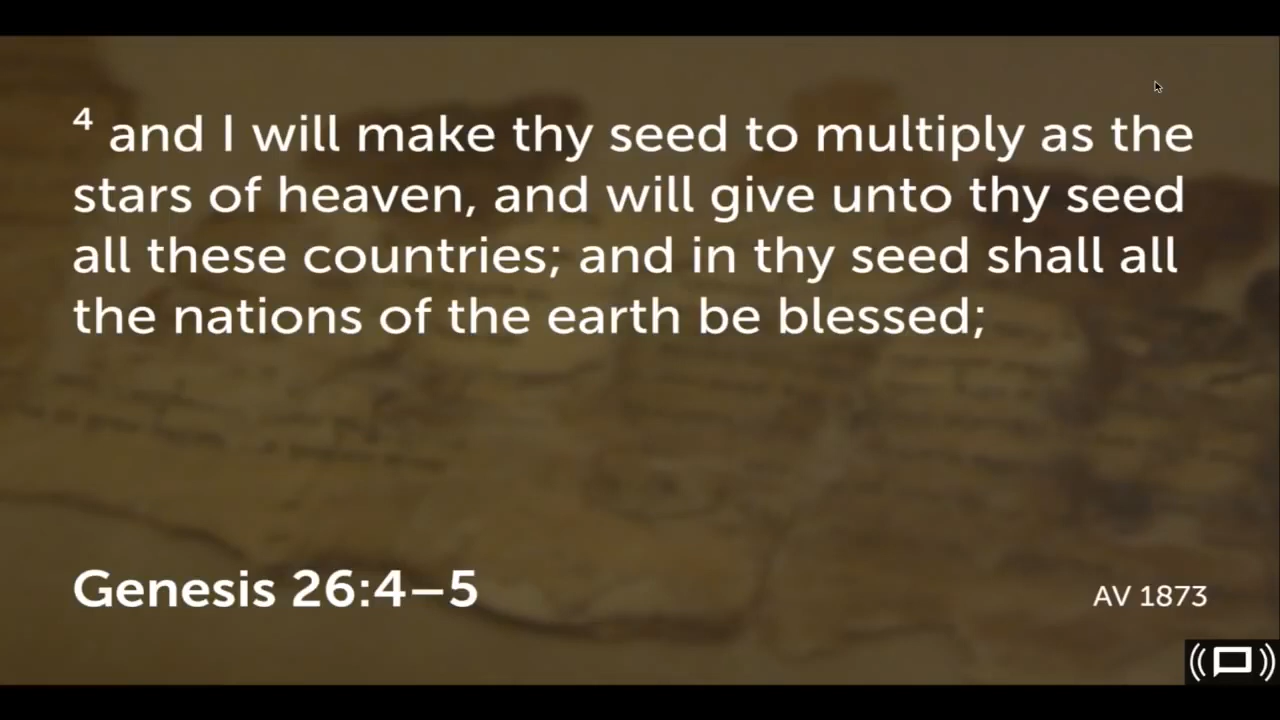 4 and I will make thy seed to multiply as the
stars of heaven, and will give unto thy seed
all these countries; and in thy seed shall all
the nations of the earth be blessed;
Genesis 26:4–5
AV 1873